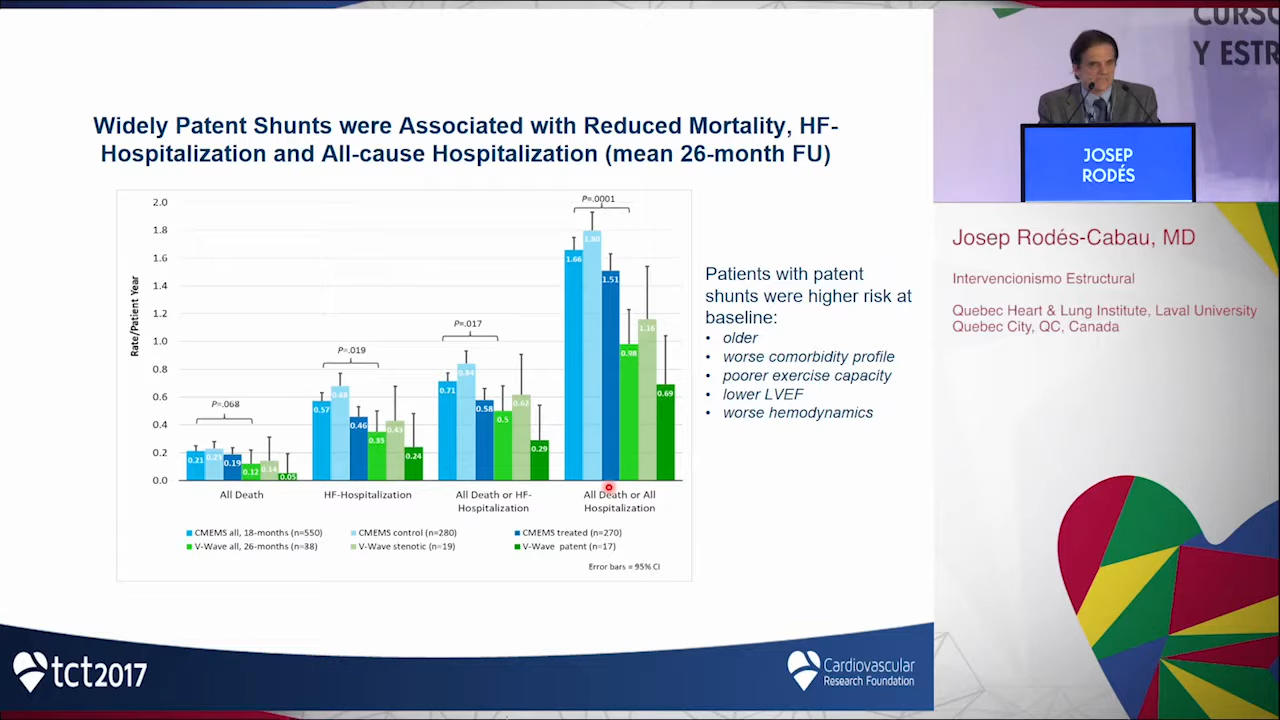 Widely Patent Shunts were Associated with Reduced Mortality, HF-
Hospitalization and All-cause Hospitalization (mean 26-month FU)
Rate/Patient Year
2.0
1.8
1.6
1.4
1.2
1.0
0.8
0.6
0.4
0.2
0.0
P=.068
P=.019
P=.017
P=.0001
0.21
0.23
0.19
0.12
0.14
0.05
0.57
0.68
0.46
0.35
0.43
0.24
0.71
0.84
0.58
0.5
0.62
0.29
1.66
1.80
1.51
0.98
1.16
0.69
All Death
HF-Hospitalization
All Death or HF-
Hospitalization
All Death or All
Hospitalization
CMEMS all, 18-months (n=550)
CMEMS control (n=280)
CMEMS treated (n=270)
V-Wave all, 26-months (n=38)
V-Wave stenotic (n=19)
V-Wave patent (n=17)
Error bars = 95% CI
Patients with patent
shunts were higher risk at
baseline:
• older
• worse comorbidity profile
• poorer exercise capacity
• lower LVEF
• worse hemodynamics
tct2017
Cardiovascular
Research Foundation
CURSO
Y ESTR
JOSEP
RODÉS
Josep Rodés-Cabau, MD
Intervencionismo Estructural
Quebec Heart & Lung Institute, Laval University
Quebec City, QC, Canada